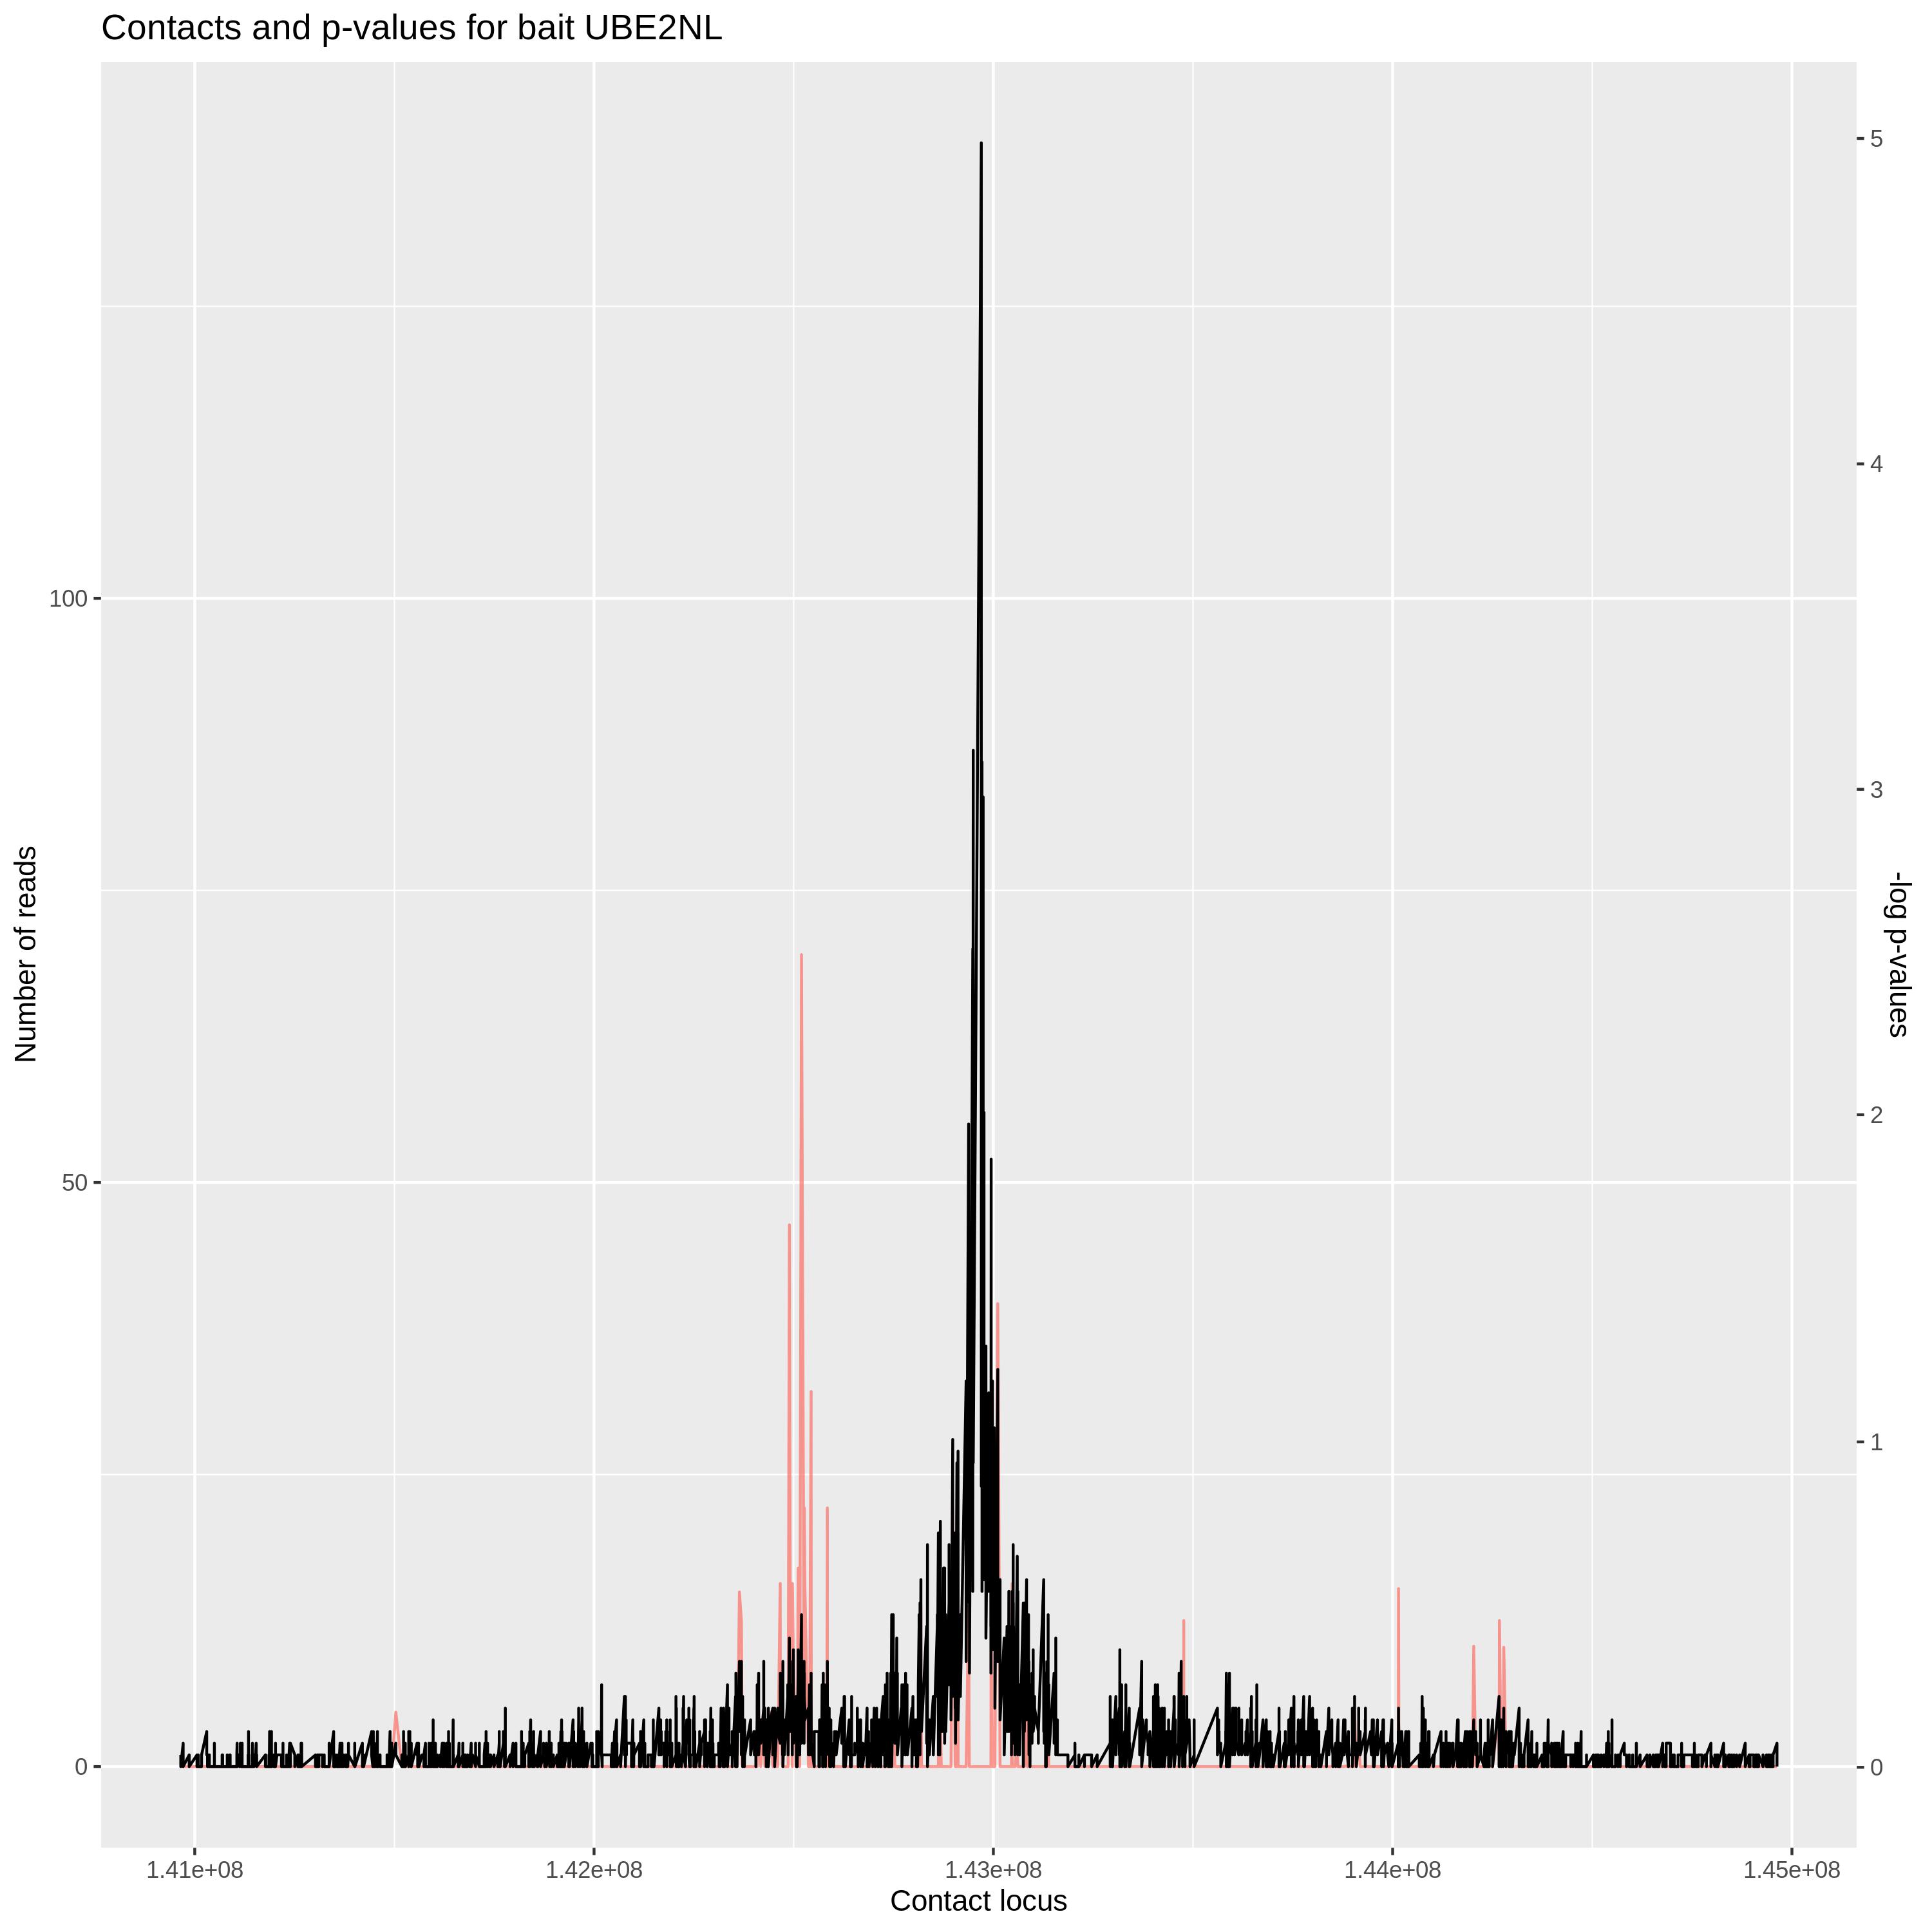 Contacts and p-values for bait UBE2NL
Number of reads
100
50
0
5
4
3
2
1
0
-log p-values
1.41e+08 1.42e+08 1.43e+08 1.44e+08 1.45e+08
Contact locus